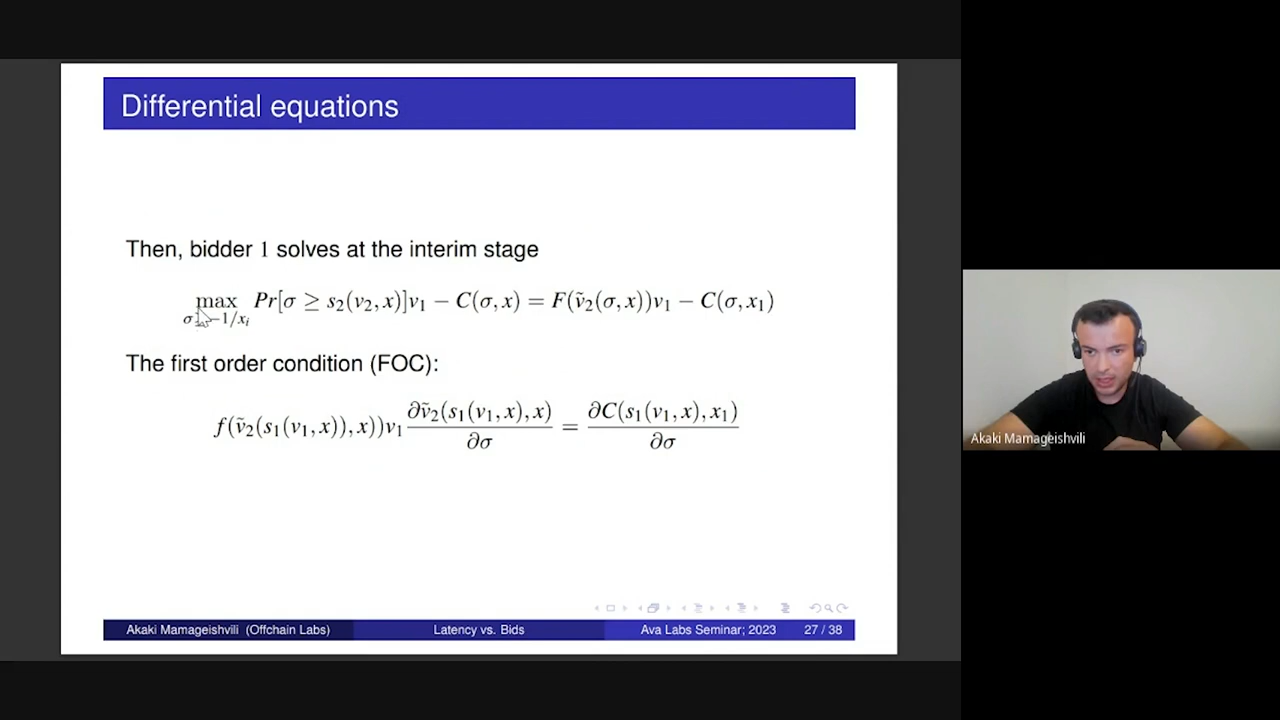 Differential equations
Then, bidder 1 solves at the interim stage
max Pr[σ ≥ s₂(v₂, x)]v₁ − C(σ, x) = F(ṽ₂(σ, x))v₁ − C(σ, x₁)
−1/xᵢ
The first order condition (FOC):
f(ṽ₂(s₁(v₁, x)), x))v₁ ∂ṽ₂(s₁(v₁, x), x)/∂σ = ∂C(s₁(v₁, x), x₁)/∂σ
Akaki Mamageishvili (Offchain Labs) Latency vs. Bids Ava Labs Seminar; 2023 27 / 38
Akaki Mamageishvili